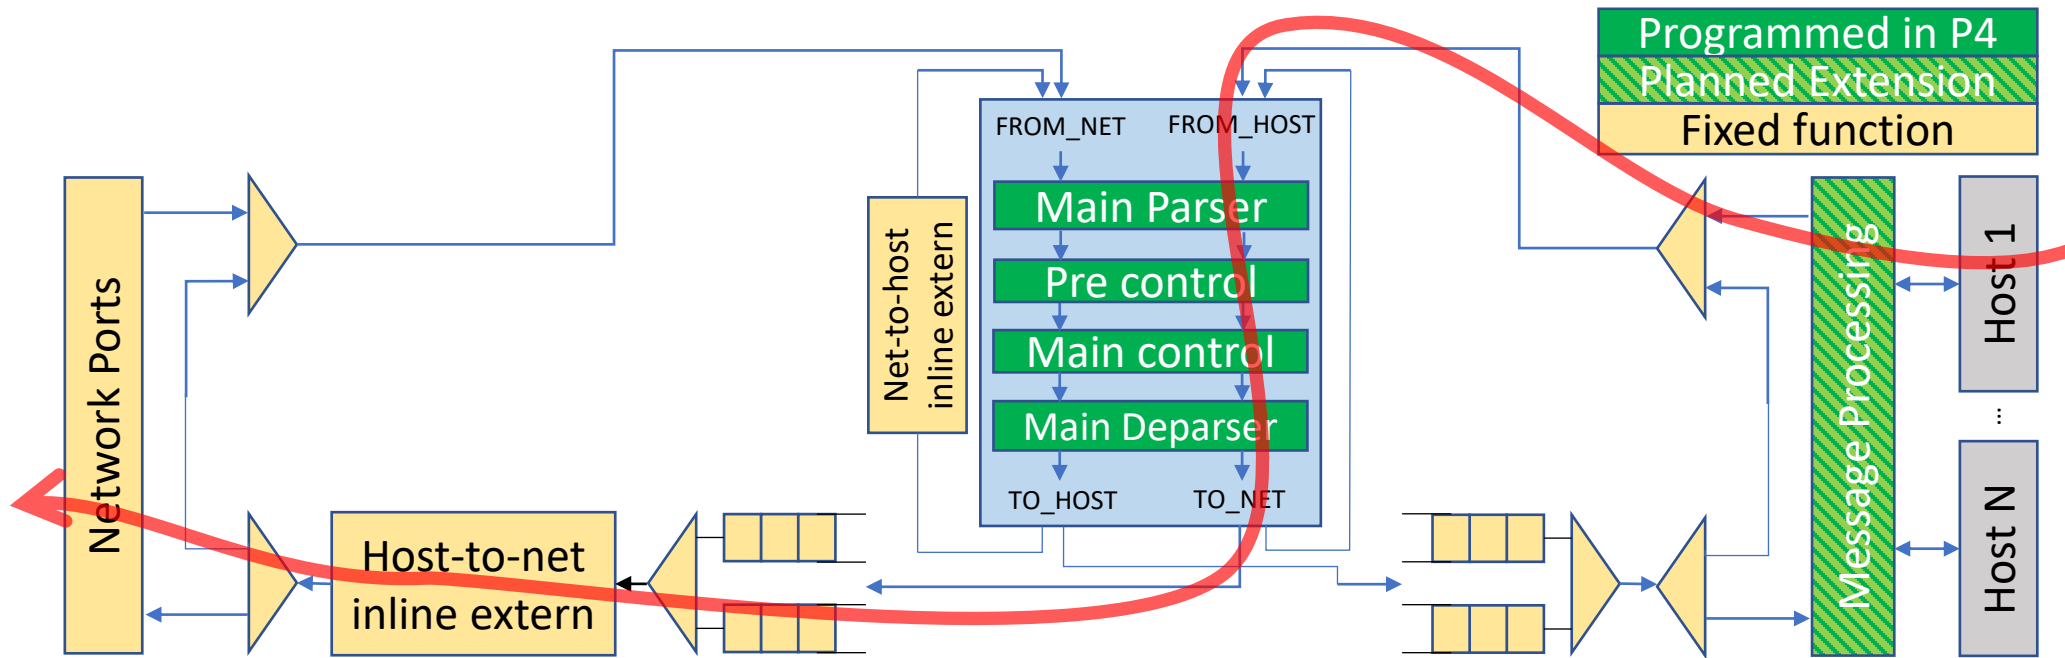 Programmed in P4
Planned Extension
Fixed function
FROM_NET
FROM_HOST
Main Parser
Pre control
Main control
Main Deparser
TO_HOST
TO_NET
Network Ports
Net-to-host
inline extern
Host-to-net
inline extern
Message Processing
Host 1
...
Host N